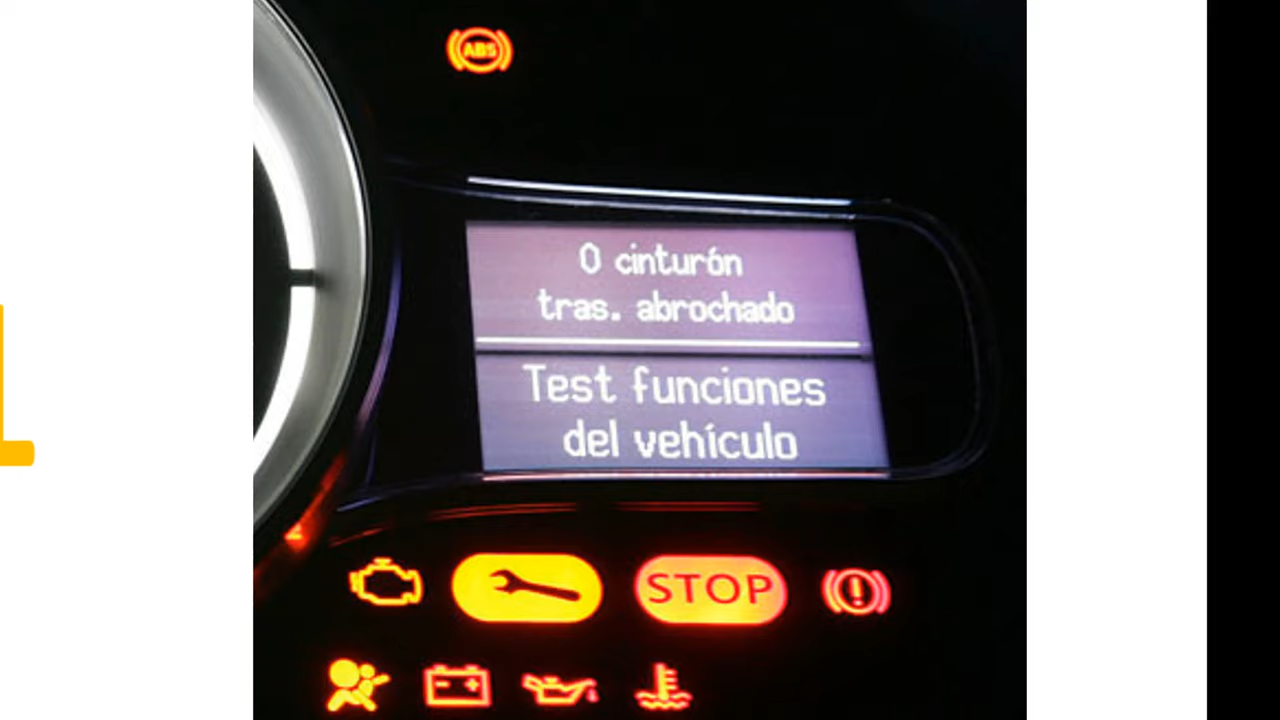 ABS
0 cinturón
tras. abrochado
Test funciones
del vehículo
STOP